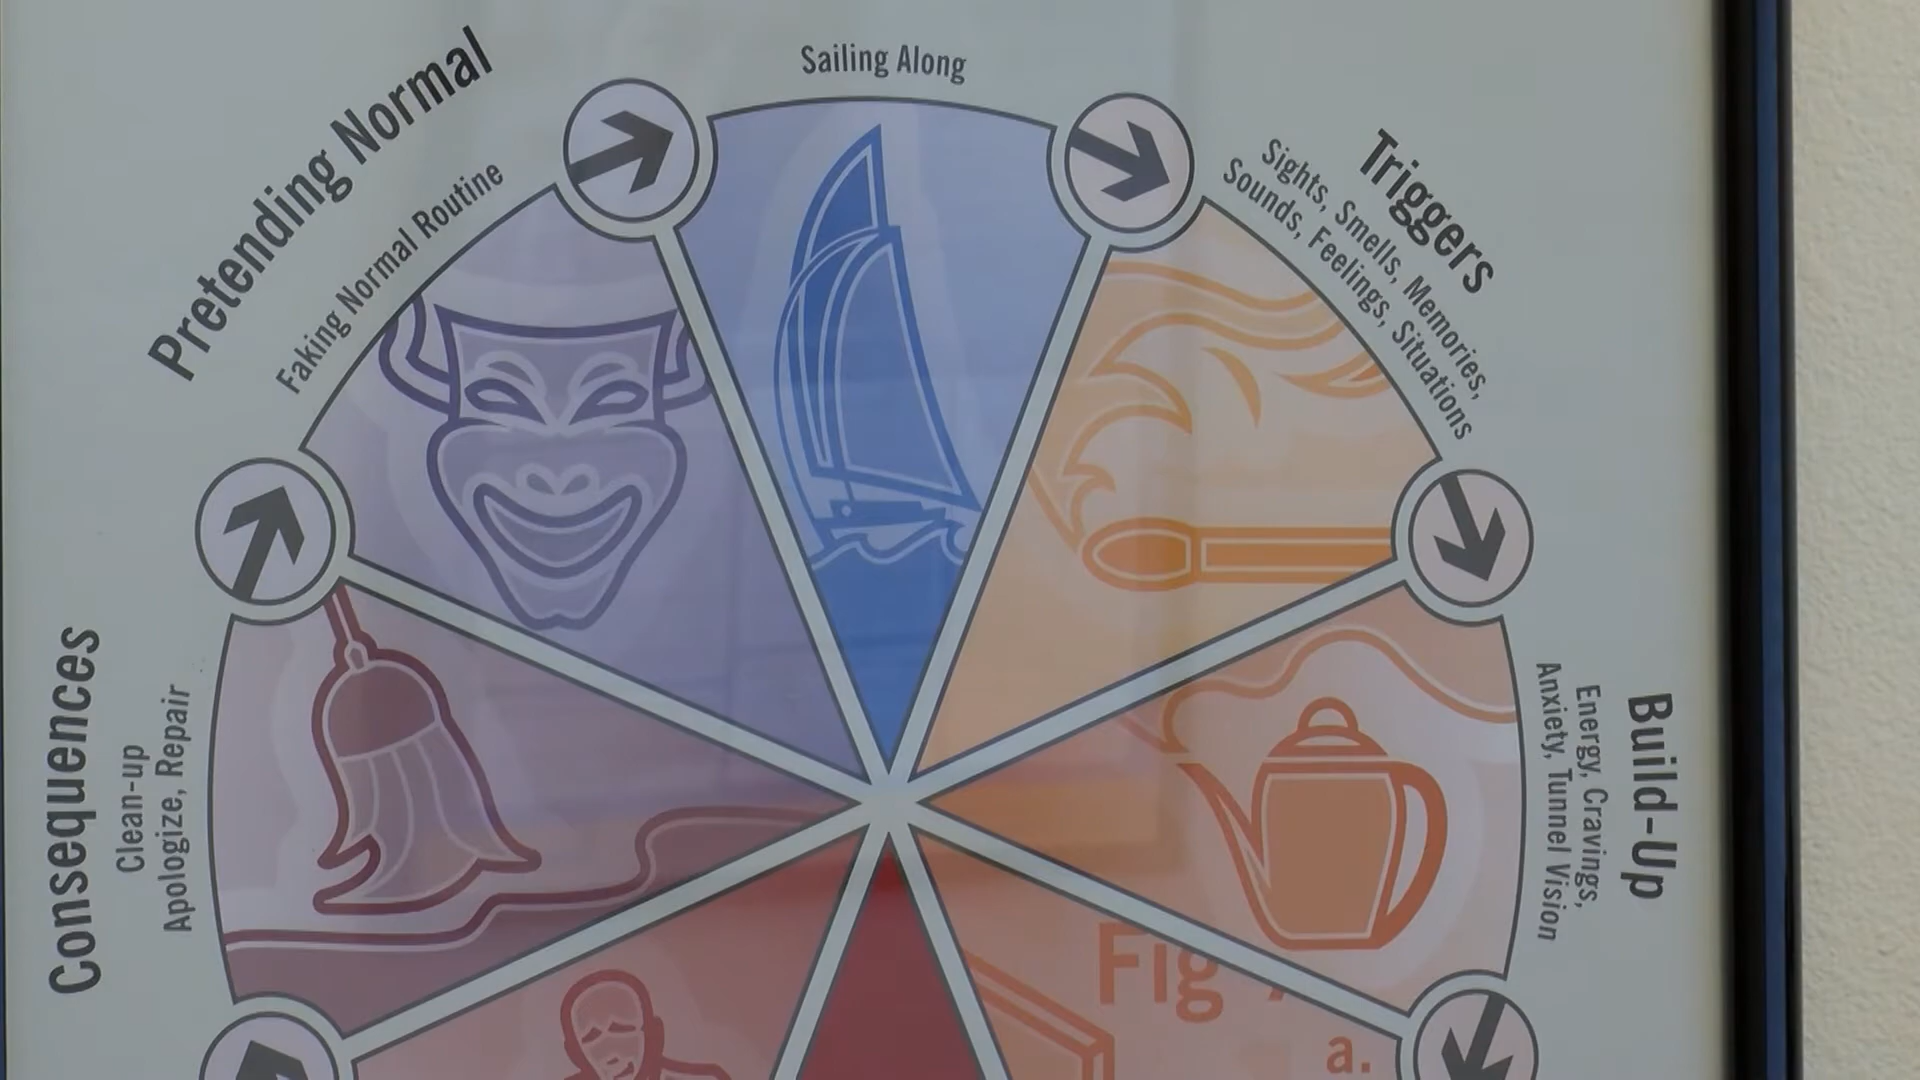 Sailing Along
Pretending Normal
Faking Normal Routine
Triggers
Sights, Smells, Memories,
Sounds, Feelings, Situations
Build-Up
Energy, Cravings,
Anxiety, Tunnel Vision
Consequences
Clean-up
Apologize, Repair
Fig
a.